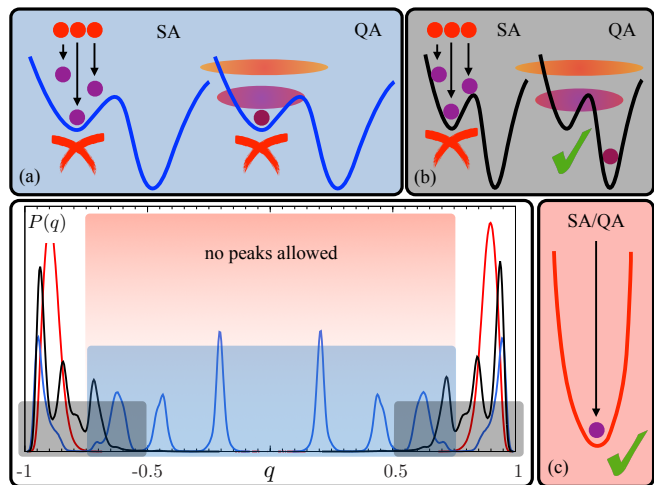 SA
QA
(a)
SA
QA
(b)
P(q)
no peaks allowed
-1
-0.5
q
0.5
1
SA/QA
(c)